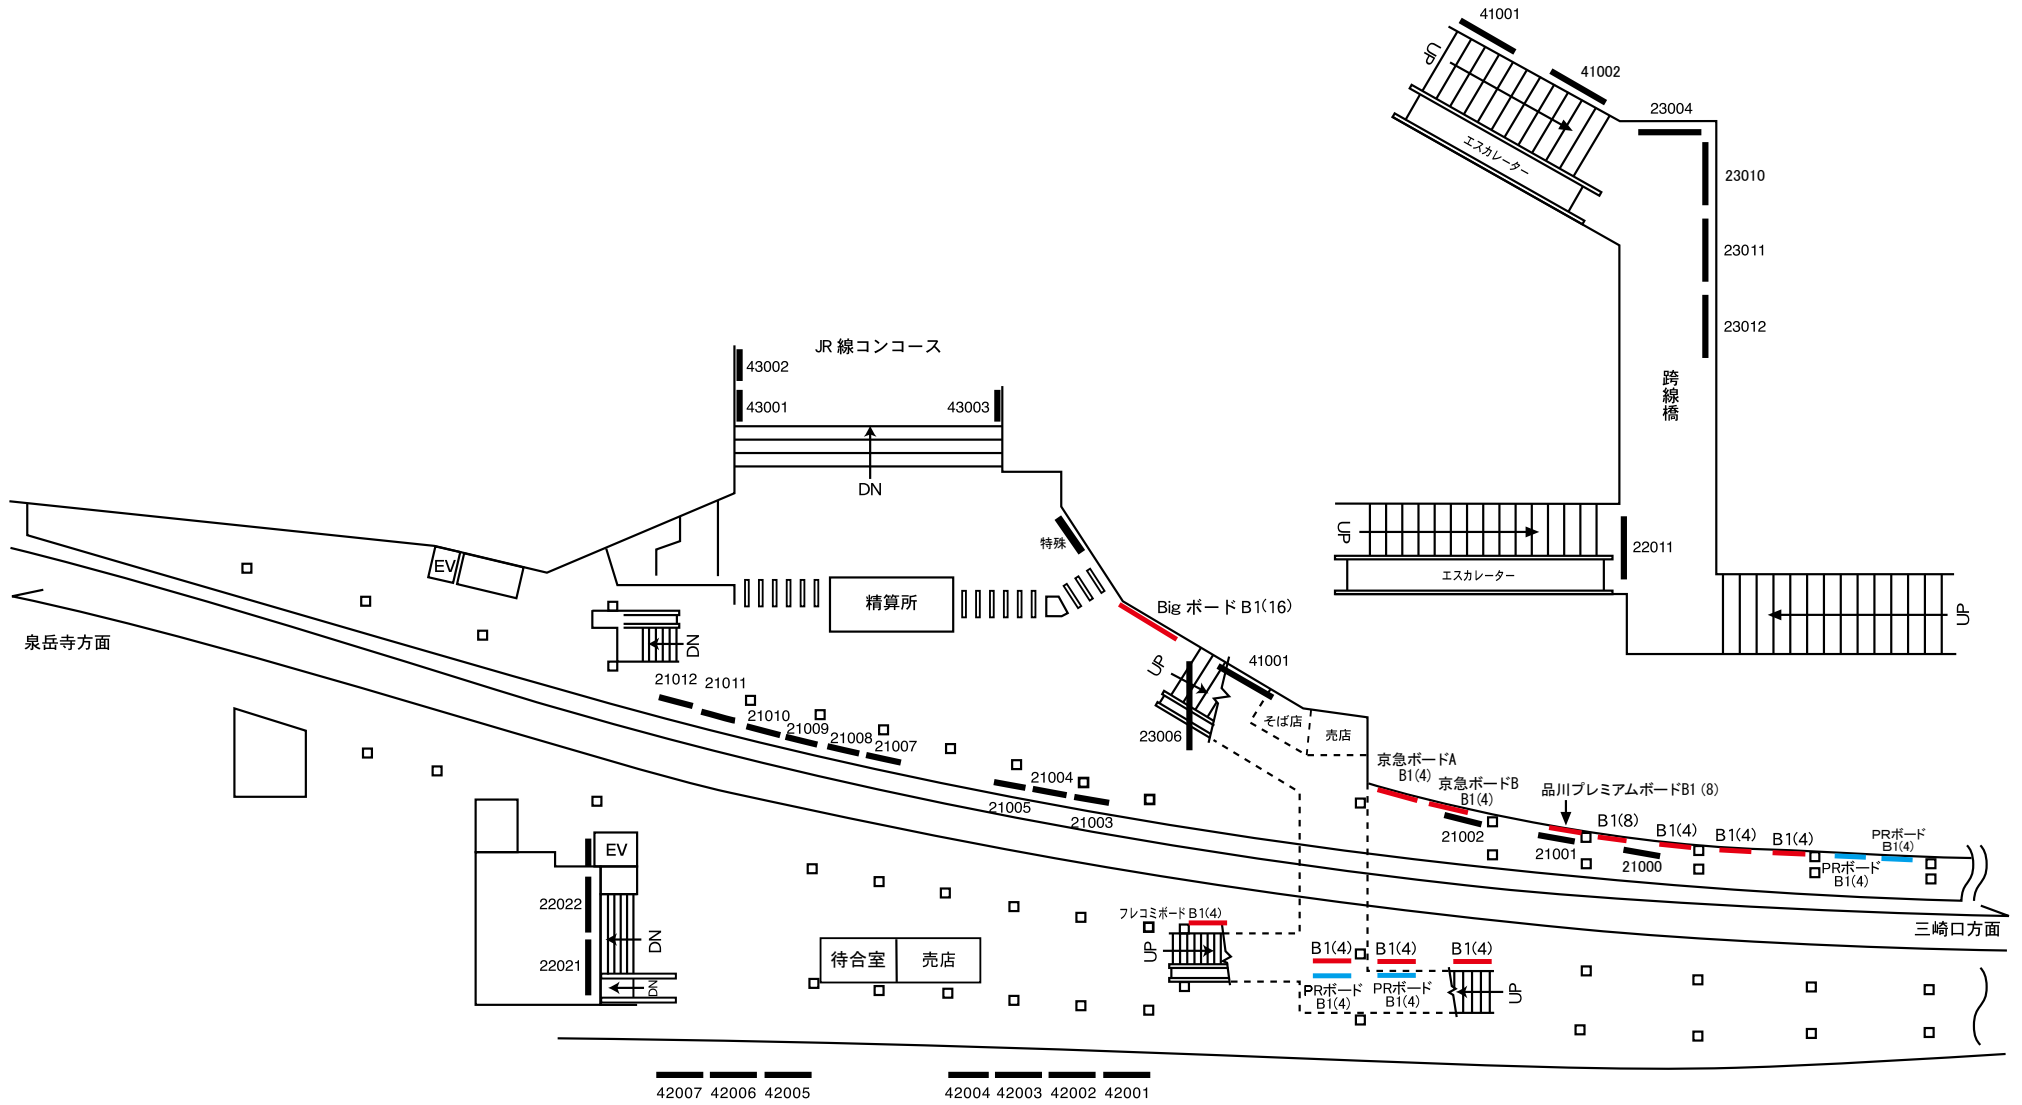 41001
UP
41002
エスカレーター
23004
23010
23011
23012
跨線橋
JR 線コンコース
43002
43001
43003
DN
特殊
UP
22011
エスカレーター
UP
EV
精算所
Big ボード B1(16)
泉岳寺方面
DN
UP
41001
21012
21011
21010
21009
21008
21007
23006
そば店
売店
京急ボードA
B1(4)
京急ボードB
B1(4)
品川プレミアムボードB1 (8)
21004
21005
21003
21002
21001
B1(8)
21000
B1(4)
B1(4)
B1(4)
PRボード
B1(4)
PRボード
B1(4)
EV
22022
DN
22021
DN
待合室
売店
フレコミボード B1(4)
UP
B1(4)
B1(4)
B1(4)
PRボード
B1(4)
PRボード
B1(4)
UP
三崎口方面
42007
42006
42005
42004
42003
42002
42001